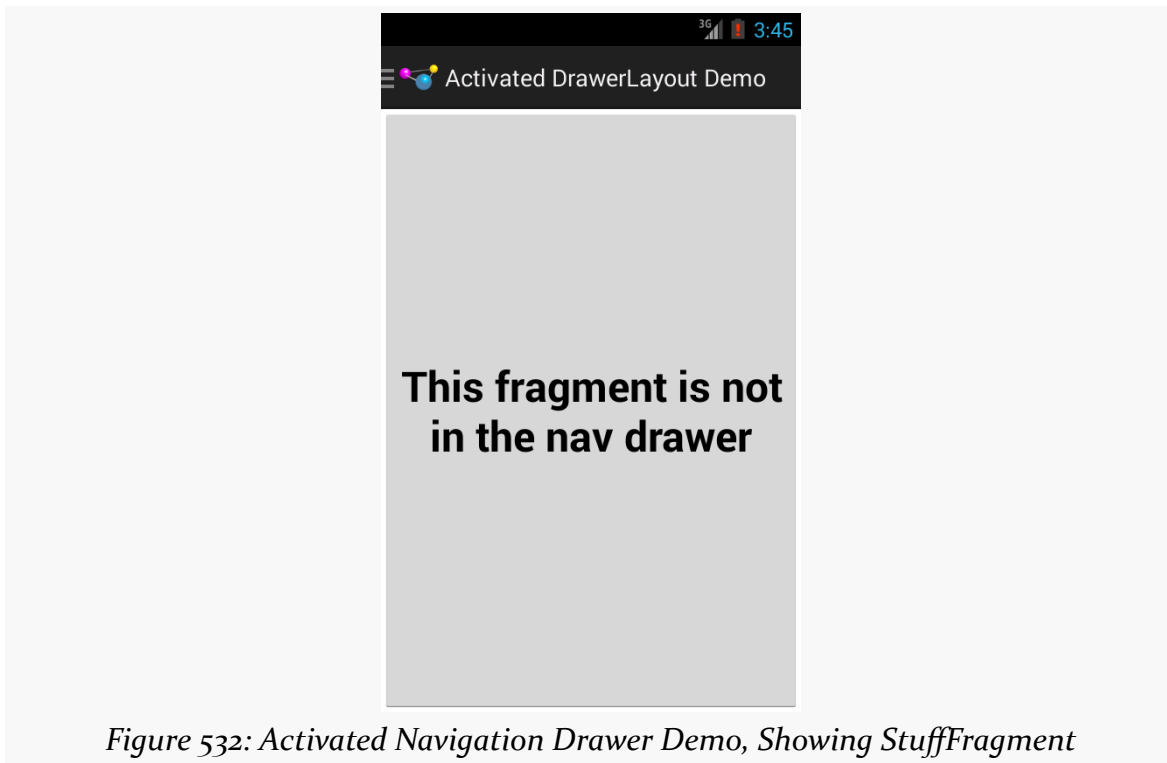 3G 3:45
Activated DrawerLayout Demo
This fragment is not
in the nav drawer
Figure 532: Activated Navigation Drawer Demo, Showing StuffFragment